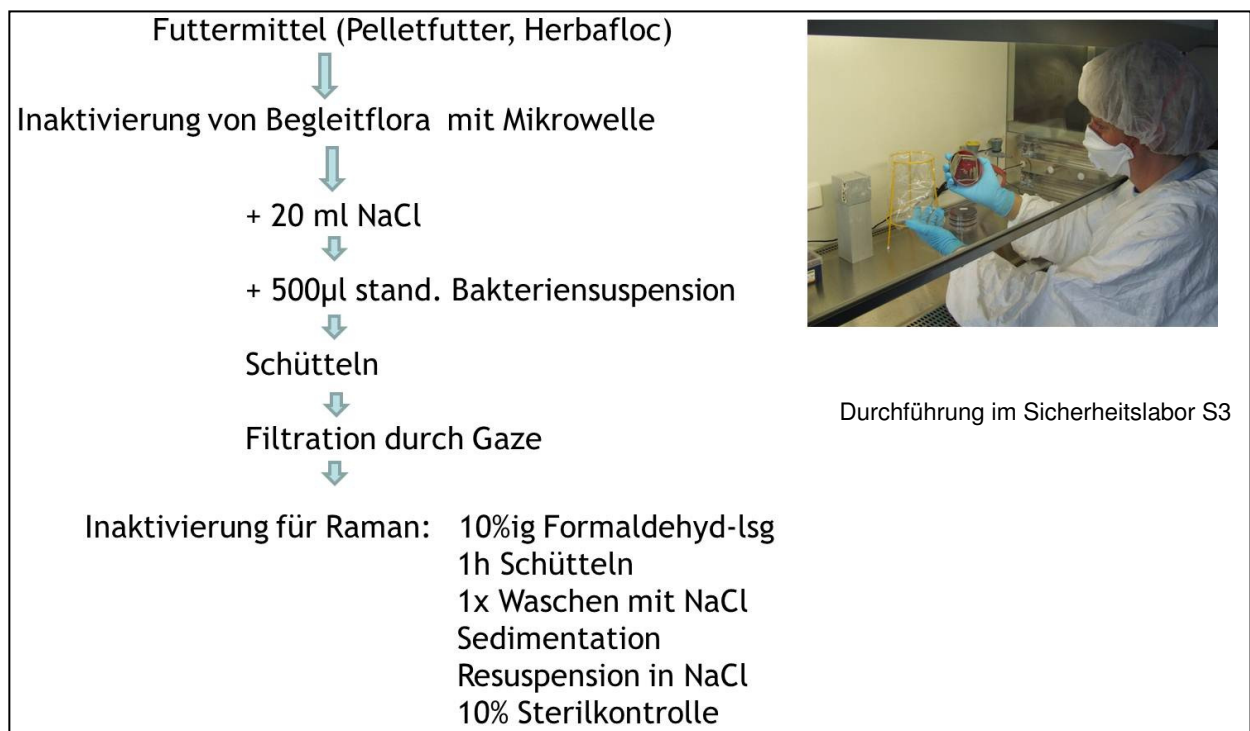 Futtermittel (Pelletfutter, Herbafloc)
Inaktivierung von Begleitflora mit Mikrowelle
+ 20 ml NaCl
+ 500µl stand. Bakteriensuspension
Schütteln
Filtration durch Gaze
Inaktivierung für Raman: 10%ig Formaldehyd-lsg
1h Schütteln
1x Waschen mit NaCl
Sedimentation
Resuspension in NaCl
10% Sterilkontrolle
Durchführung im Sicherheitslabor S3